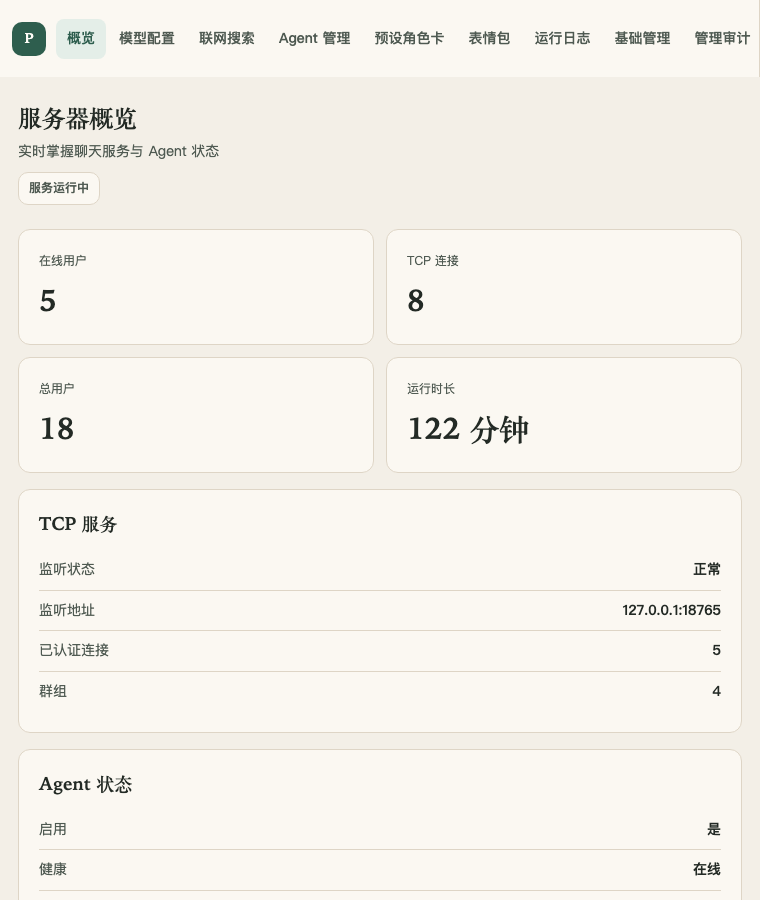 P 概览 模型配置 联网搜索 Agent 管理 预设角色卡 表情包 运行日志 基础管理 管理审计
服务器概览
实时掌握聊天服务与 Agent 状态
服务运行中
在线用户
5
TCP 连接
8
总用户
18
运行时长
122 分钟
TCP 服务
监听状态 正常
监听地址 127.0.0.1:18765
已认证连接 5
群组 4
Agent 状态
启用 是
健康 在线